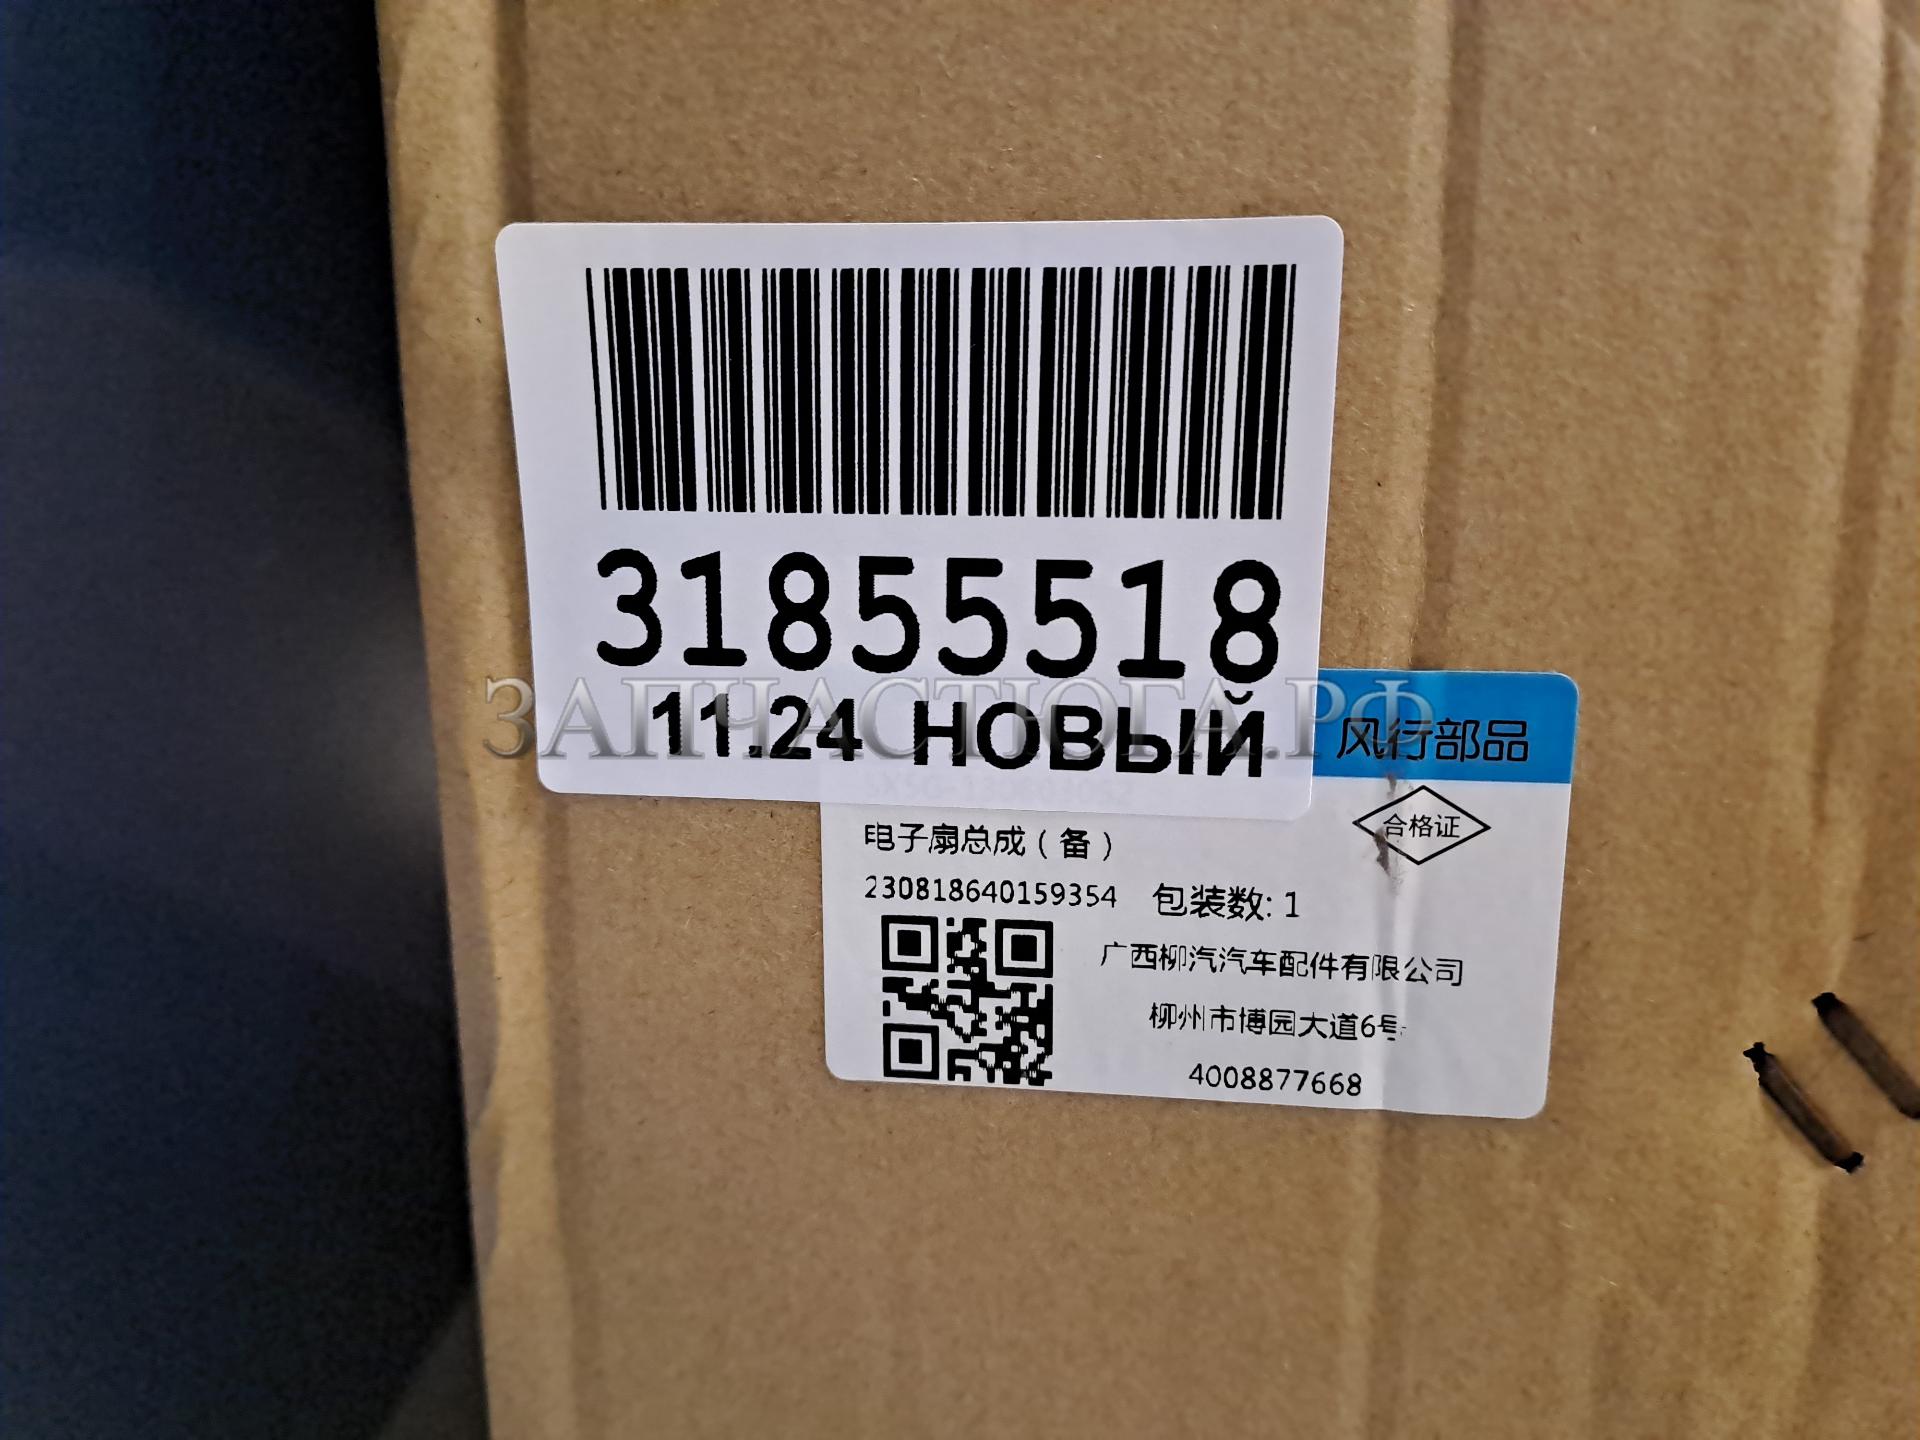 31855518
11.24 НОВЫЙ
ЗАПЧАСТЮГА.РФ
风行部品
合格证
电子扇总成（备）
230818640159354 包装数: 1
广西柳汽汽车配件有限公司
柳州市博园大道6号
4008877668